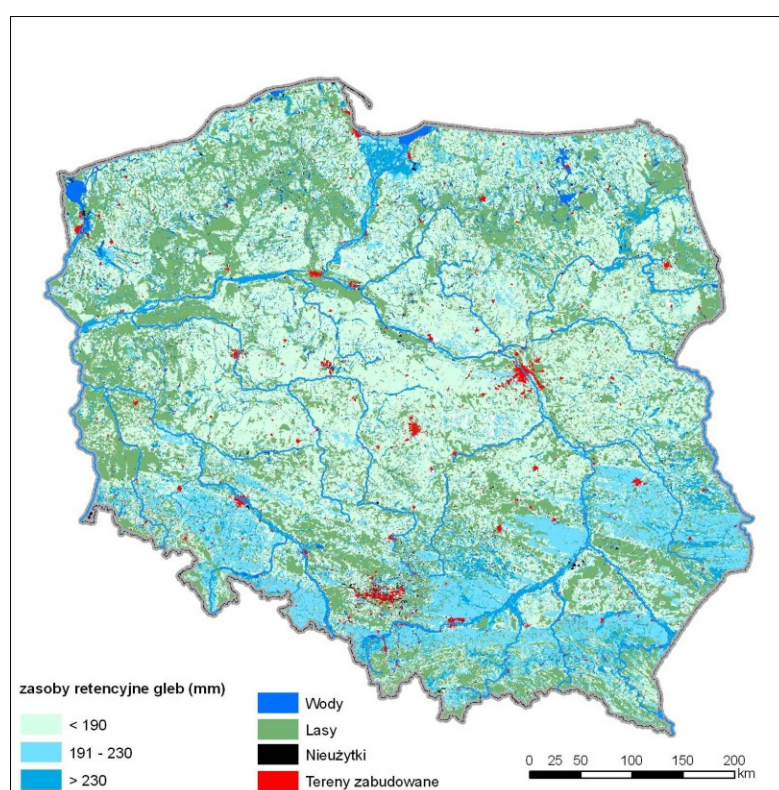 zasoby retencyjne gleb (mm)
< 190
191 - 230
> 230
Wody
Lasy
Nieużytki
Tereny zabudowane
0 25 50 100 150 200
km